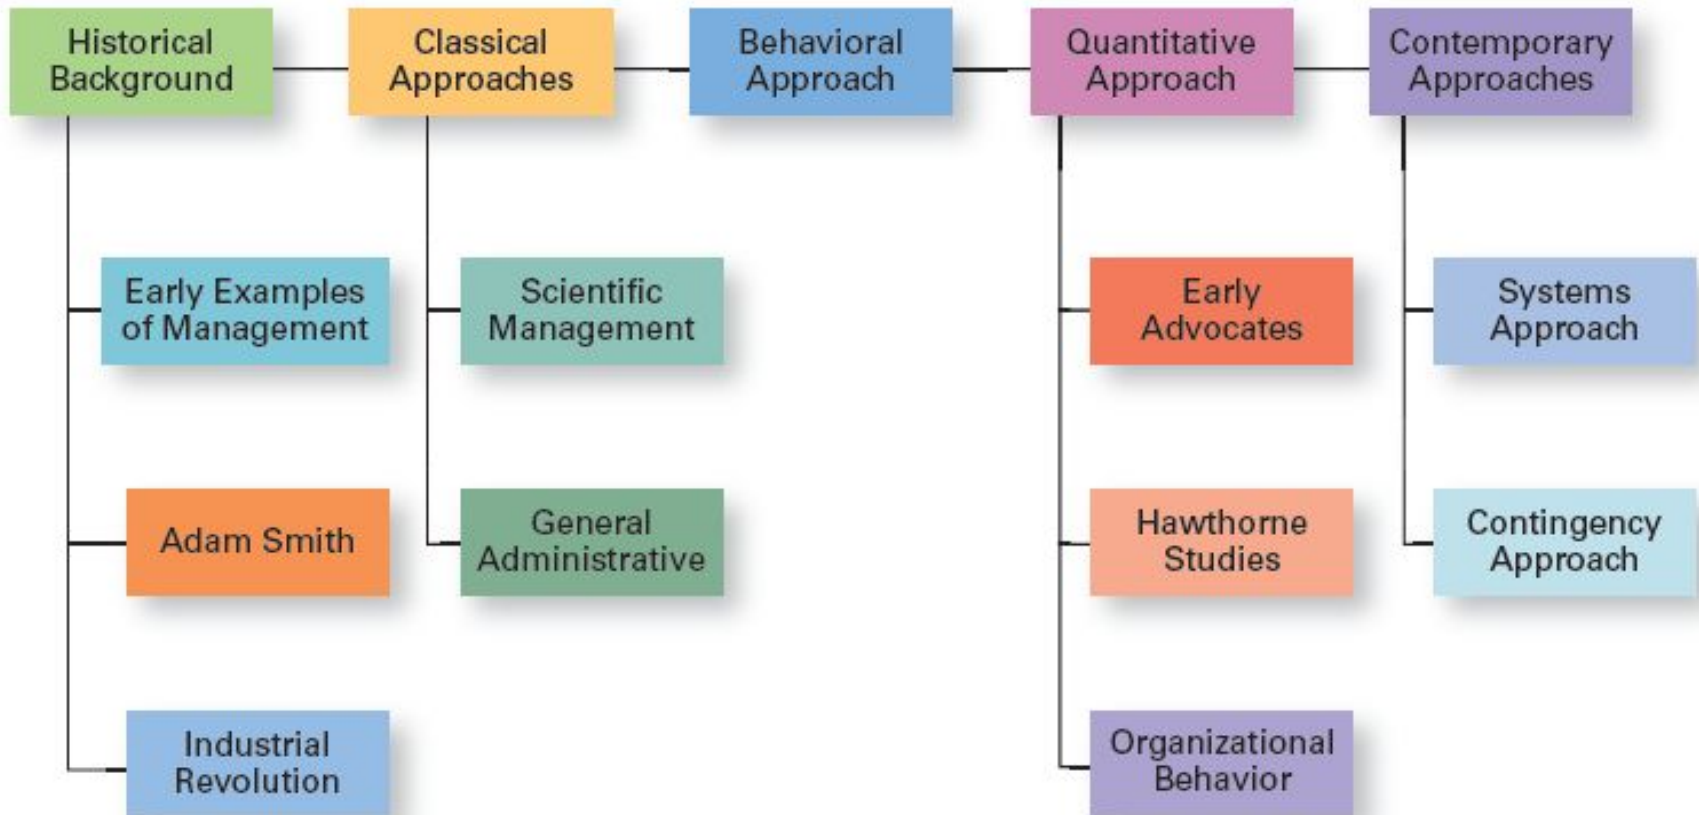 Historical
Background
Classical
Approaches
Behavioral
Approach
Quantitative
Approach
Contemporary
Approaches
Early Examples
of Management
Scientific
Management
Early
Advocates
Systems
Approach
Adam Smith
General
Administrative
Hawthorne
Studies
Contingency
Approach
Industrial
Revolution
Organizational
Behavior